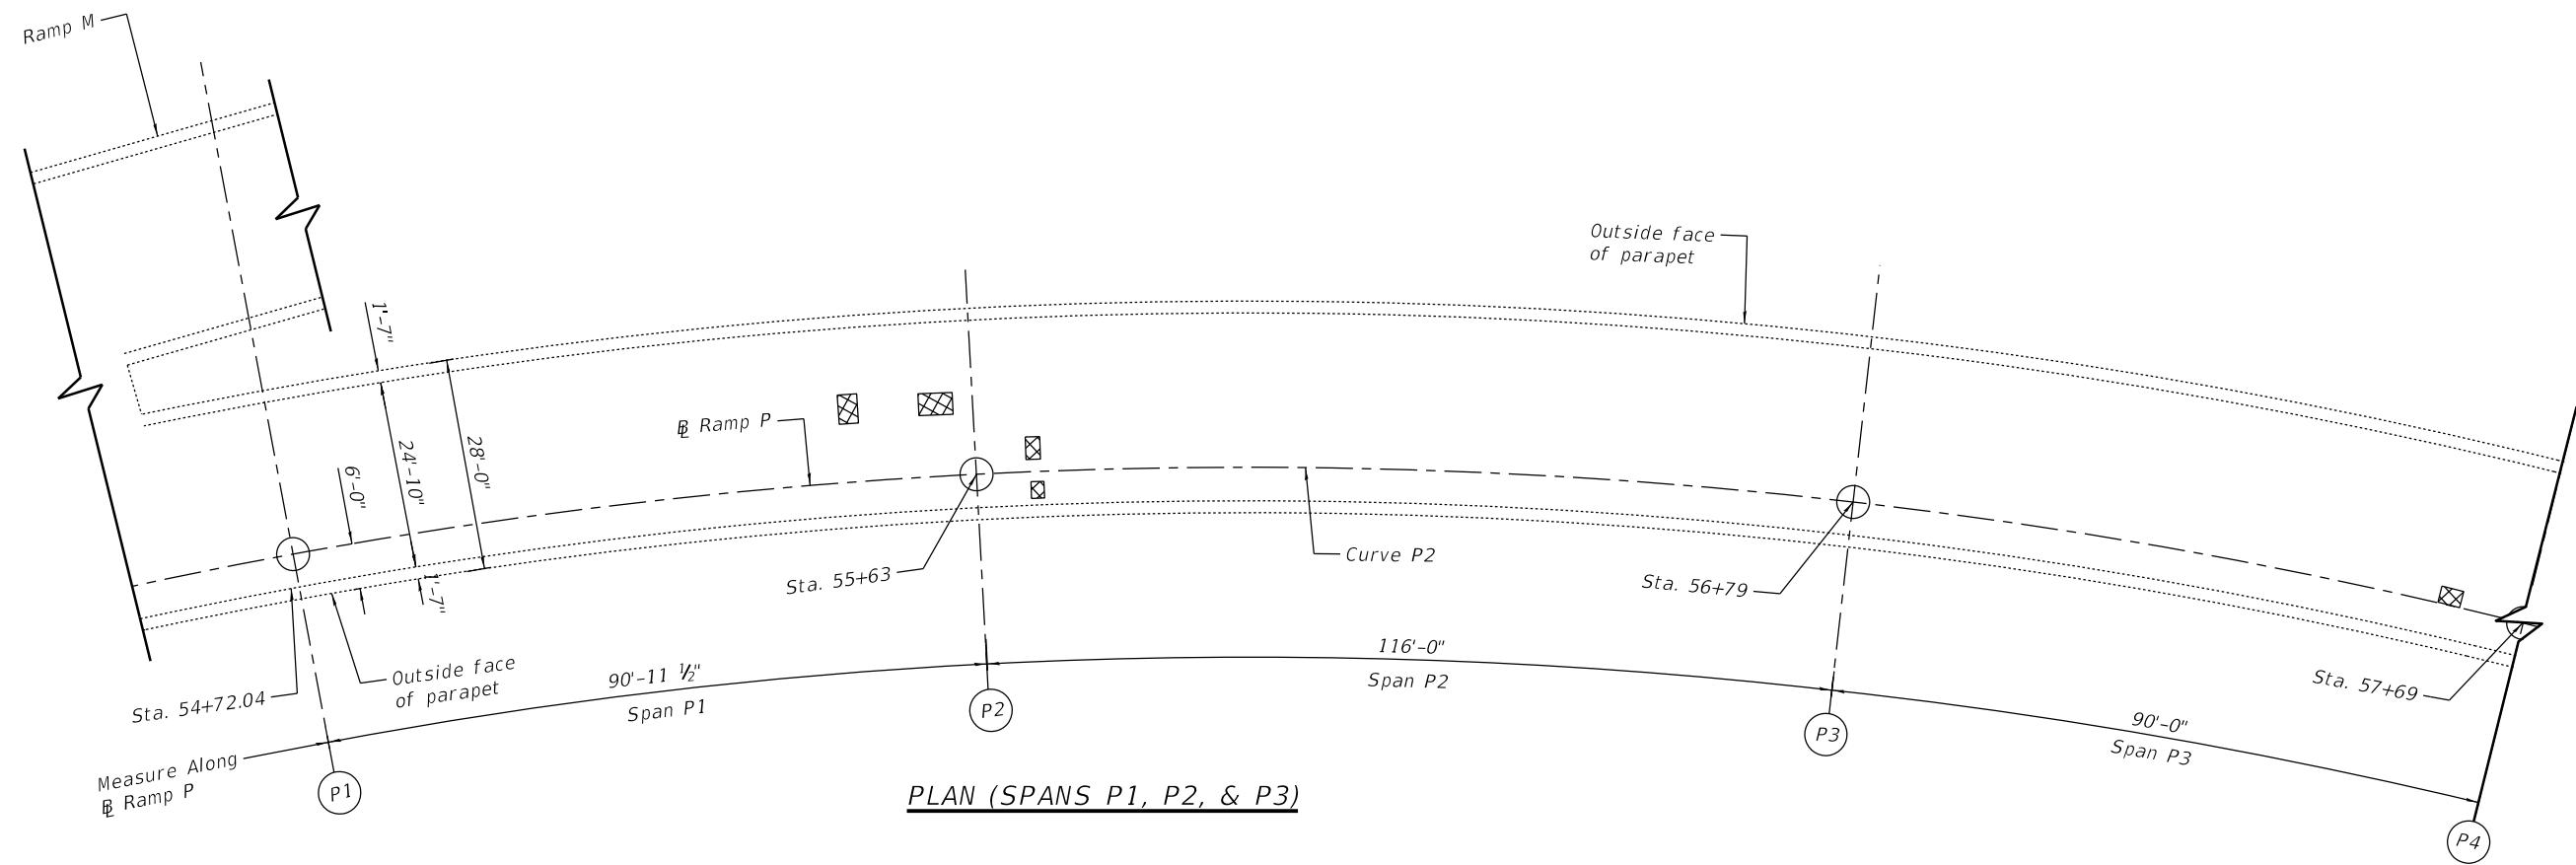 Ramp M
Outside face
of parapet
1'-7"
28'-0"
24'-10"
6'-0"
1'-7"
℄ Ramp P
Sta. 55+63
Curve P2
Sta. 56+79
Sta. 57+69
Sta. 54+72.04
Outside face
of parapet
90'-11 ½"
Span P1
116'-0"
Span P2
90'-0"
Span P3
Measure Along
℄ Ramp P
P1
P2
P3
P4
PLAN (SPANS P1, P2, & P3)